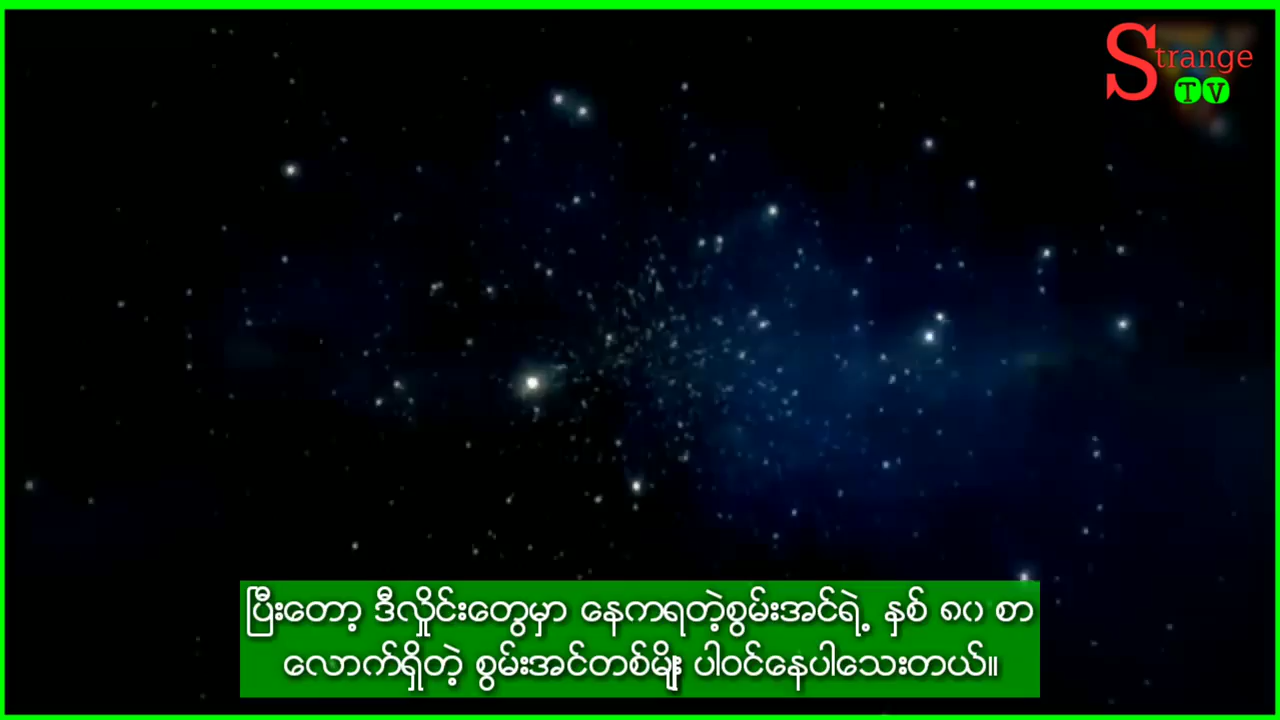 Strange
TV
ပြီးတော့ ဒီလှိုင်းတွေမှာ နေကရတဲ့စွမ်းအင်ရဲ့ နှစ် ၈၀ စာ
လောက်ရှိတဲ့ စွမ်းအင်တစ်မျိုး ပါဝင်နေပါသေးတယ်။